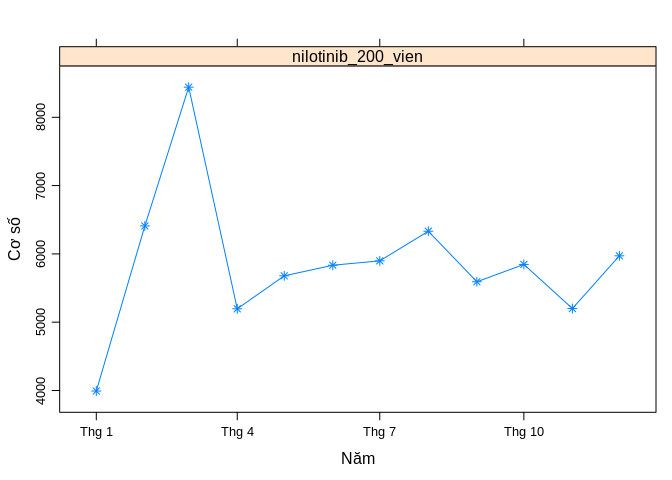 nilotinib_200_vien
Cơ số
8000
7000
6000
5000
4000
Thg 1
Thg 4
Thg 7
Thg 10
Năm